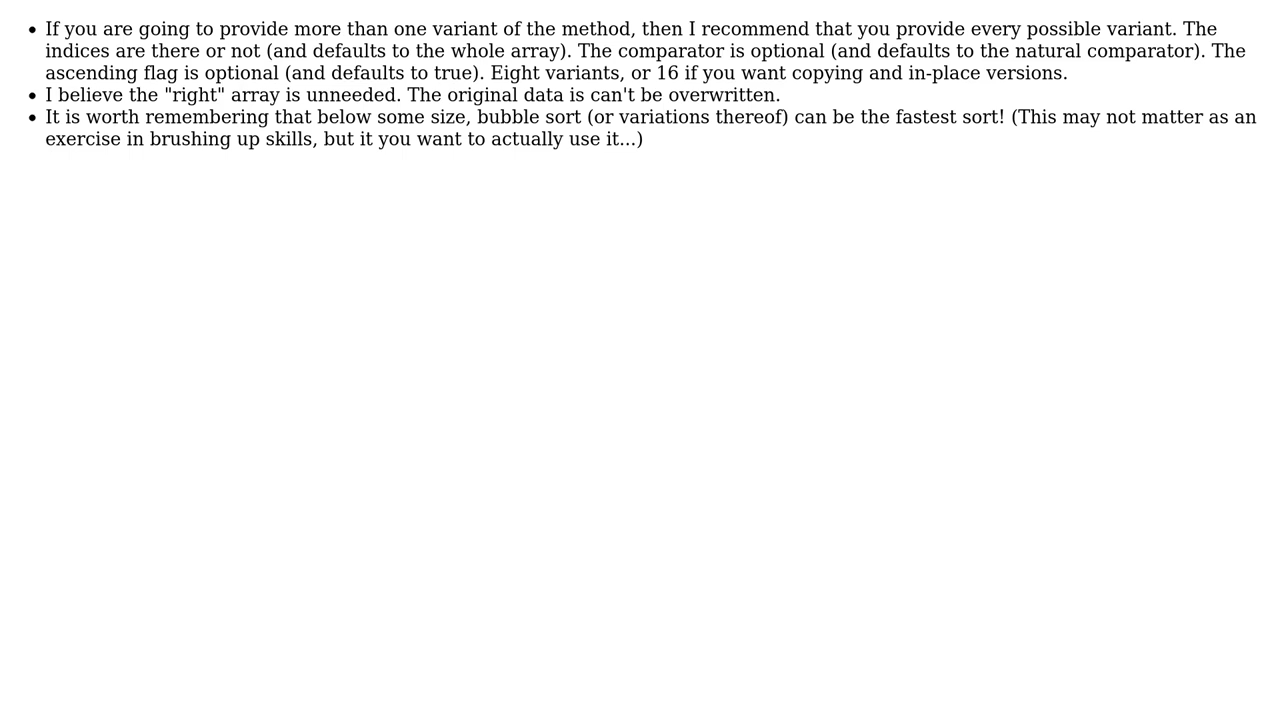 • If you are going to provide more than one variant of the method, then I recommend that you provide every possible variant. The
indices are there or not (and defaults to the whole array). The comparator is optional (and defaults to the natural comparator). The
ascending flag is optional (and defaults to true). Eight variants, or 16 if you want copying and in-place versions.
• I believe the "right" array is unneeded. The original data is can't be overwritten.
• It is worth remembering that below some size, bubble sort (or variations thereof) can be the fastest sort! (This may not matter as an
exercise in brushing up skills, but it you want to actually use it...)